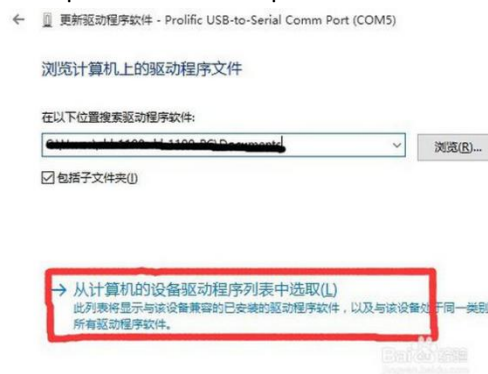 ← 更新驱动程序软件 - Prolific USB-to-Serial Comm Port (COM5)
浏览计算机上的驱动程序文件
在以下位置搜索驱动程序软件:
浏览(R)...
包括子文件夹(I)
→ 从计算机的设备驱动程序列表中选取(L)
此列表将显示与该设备兼容的已安装的驱动程序软件，以及与该设备处于同一类别
所有驱动程序软件。
Baidu 经验